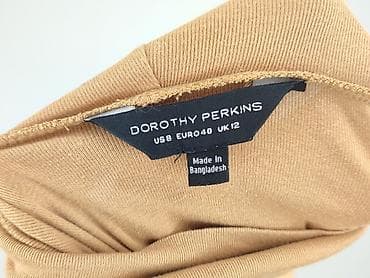 DOROTHY PERKINS
US8 EURO40 UK12
Made In
Bangladesh